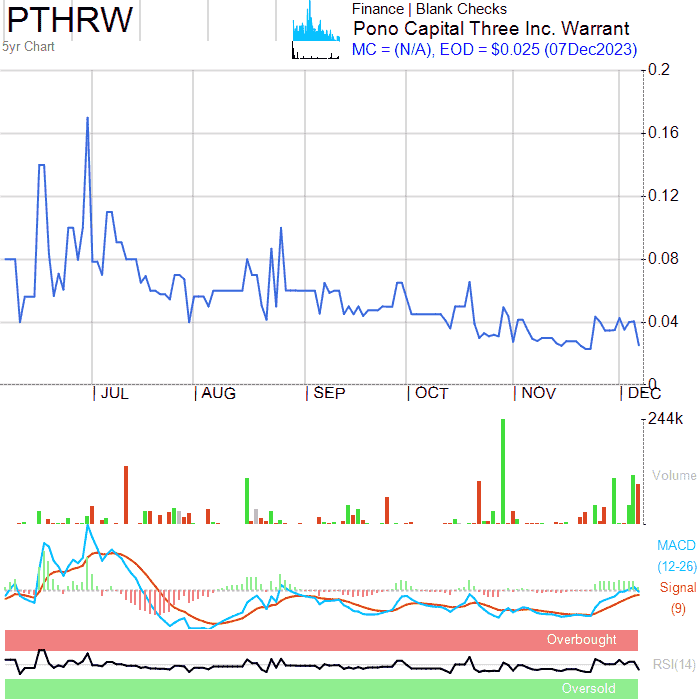 PTHRW
5yr Chart
Finance | Blank Checks
Pono Capital Three Inc. Warrant
MC = (N/A), EOD = $0.025 (07Dec2023)
0.2
0.16
0.12
0.08
0.04
0
JUL AUG SEP OCT NOV DEC
244k
Volume
MACD
(12-26)
Signal
(9)
Overbought
RSI(14)
Oversold